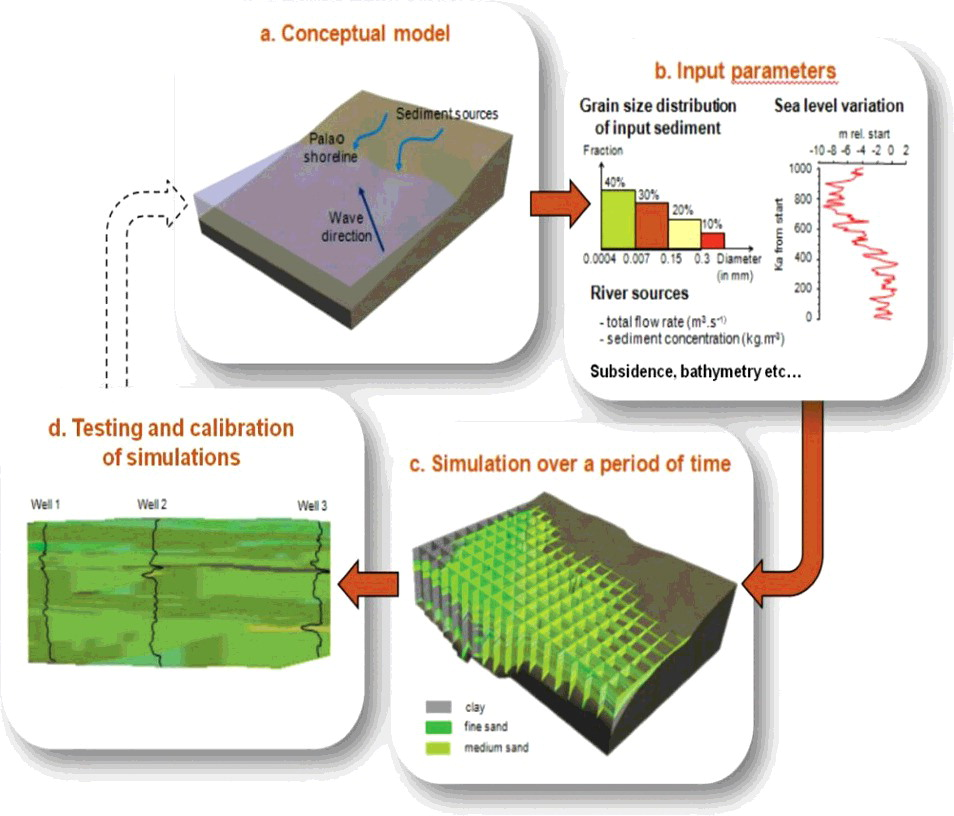 a. Conceptual model
Sediment sources
Palao
shoreline
Wave
direction
b. Input parameters
Grain size distribution
of input sediment
Fraction
40%
30%
20%
10%
0.0004 0.007 0.15 0.3 Diameter
(in mm)
Sea level variation
m rel. start
-10 -8 -6 -4 -2 0 2
Ka from start
1000
800
600
400
200
0
River sources
- total flow rate (m³.s⁻¹)
- sediment concentration (kg.m³)
Subsidence, bathymetry etc...
c. Simulation over a period of time
clay
fine sand
medium sand
d. Testing and calibration
of simulations
Well 1 Well 2 Well 3